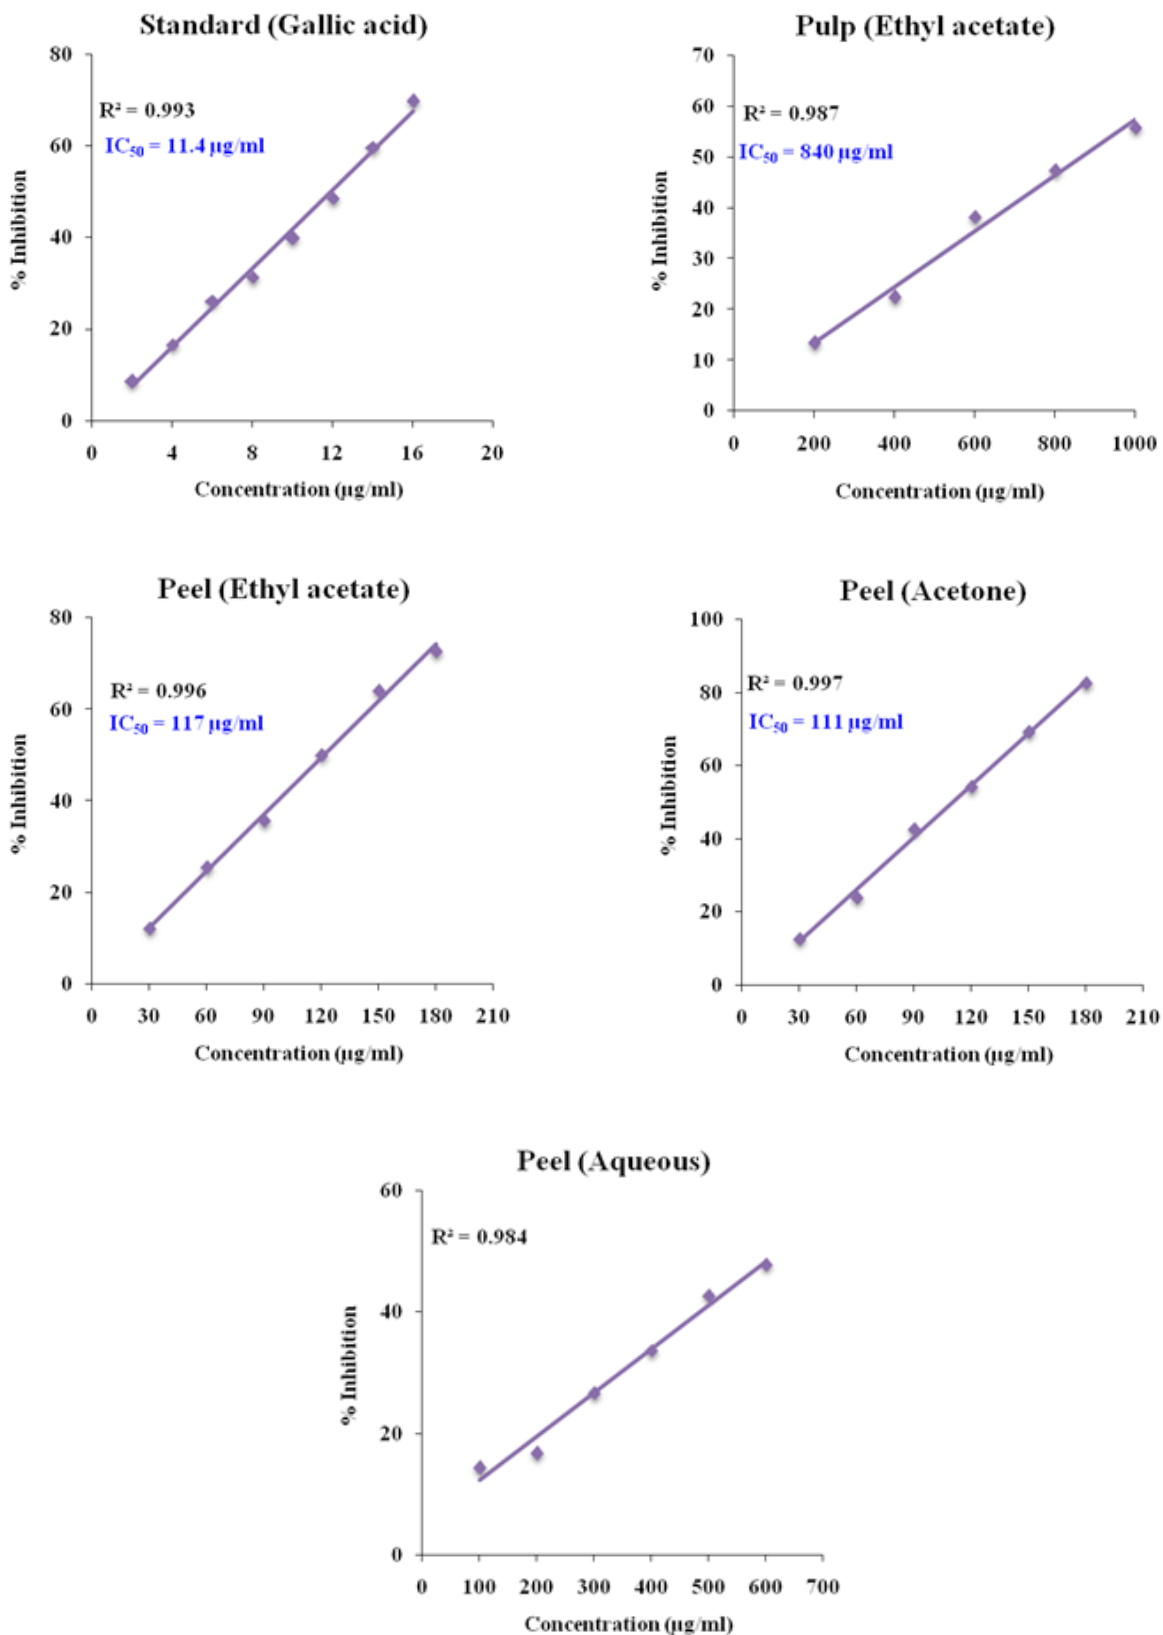 Standard (Gallic acid)
80
60
40
20
0
R² = 0.993
IC₅₀ = 11.4 µg/ml
% Inhibition
0 4 8 12 16 20
Concentration (µg/ml)
Pulp (Ethyl acetate)
70
60
50
40
30
20
10
0
R² = 0.987
IC₅₀ = 840 µg/ml
% Inhibition
0 200 400 600 800 1000
Concentration (µg/ml)
Peel (Ethyl acetate)
80
60
40
20
0
R² = 0.996
IC₅₀ = 117 µg/ml
% Inhibition
0 30 60 90 120 150 180 210
Concentration (µg/ml)
Peel (Acetone)
100
80
60
40
20
0
R² = 0.997
IC₅₀ = 111 µg/ml
% Inhibition
0 30 60 90 120 150 180 210
Concentration (µg/ml)
Peel (Aqueous)
60
40
20
0
R² = 0.984
% Inhibition
0 100 200 300 400 500 600 700
Concentration (µg/ml)